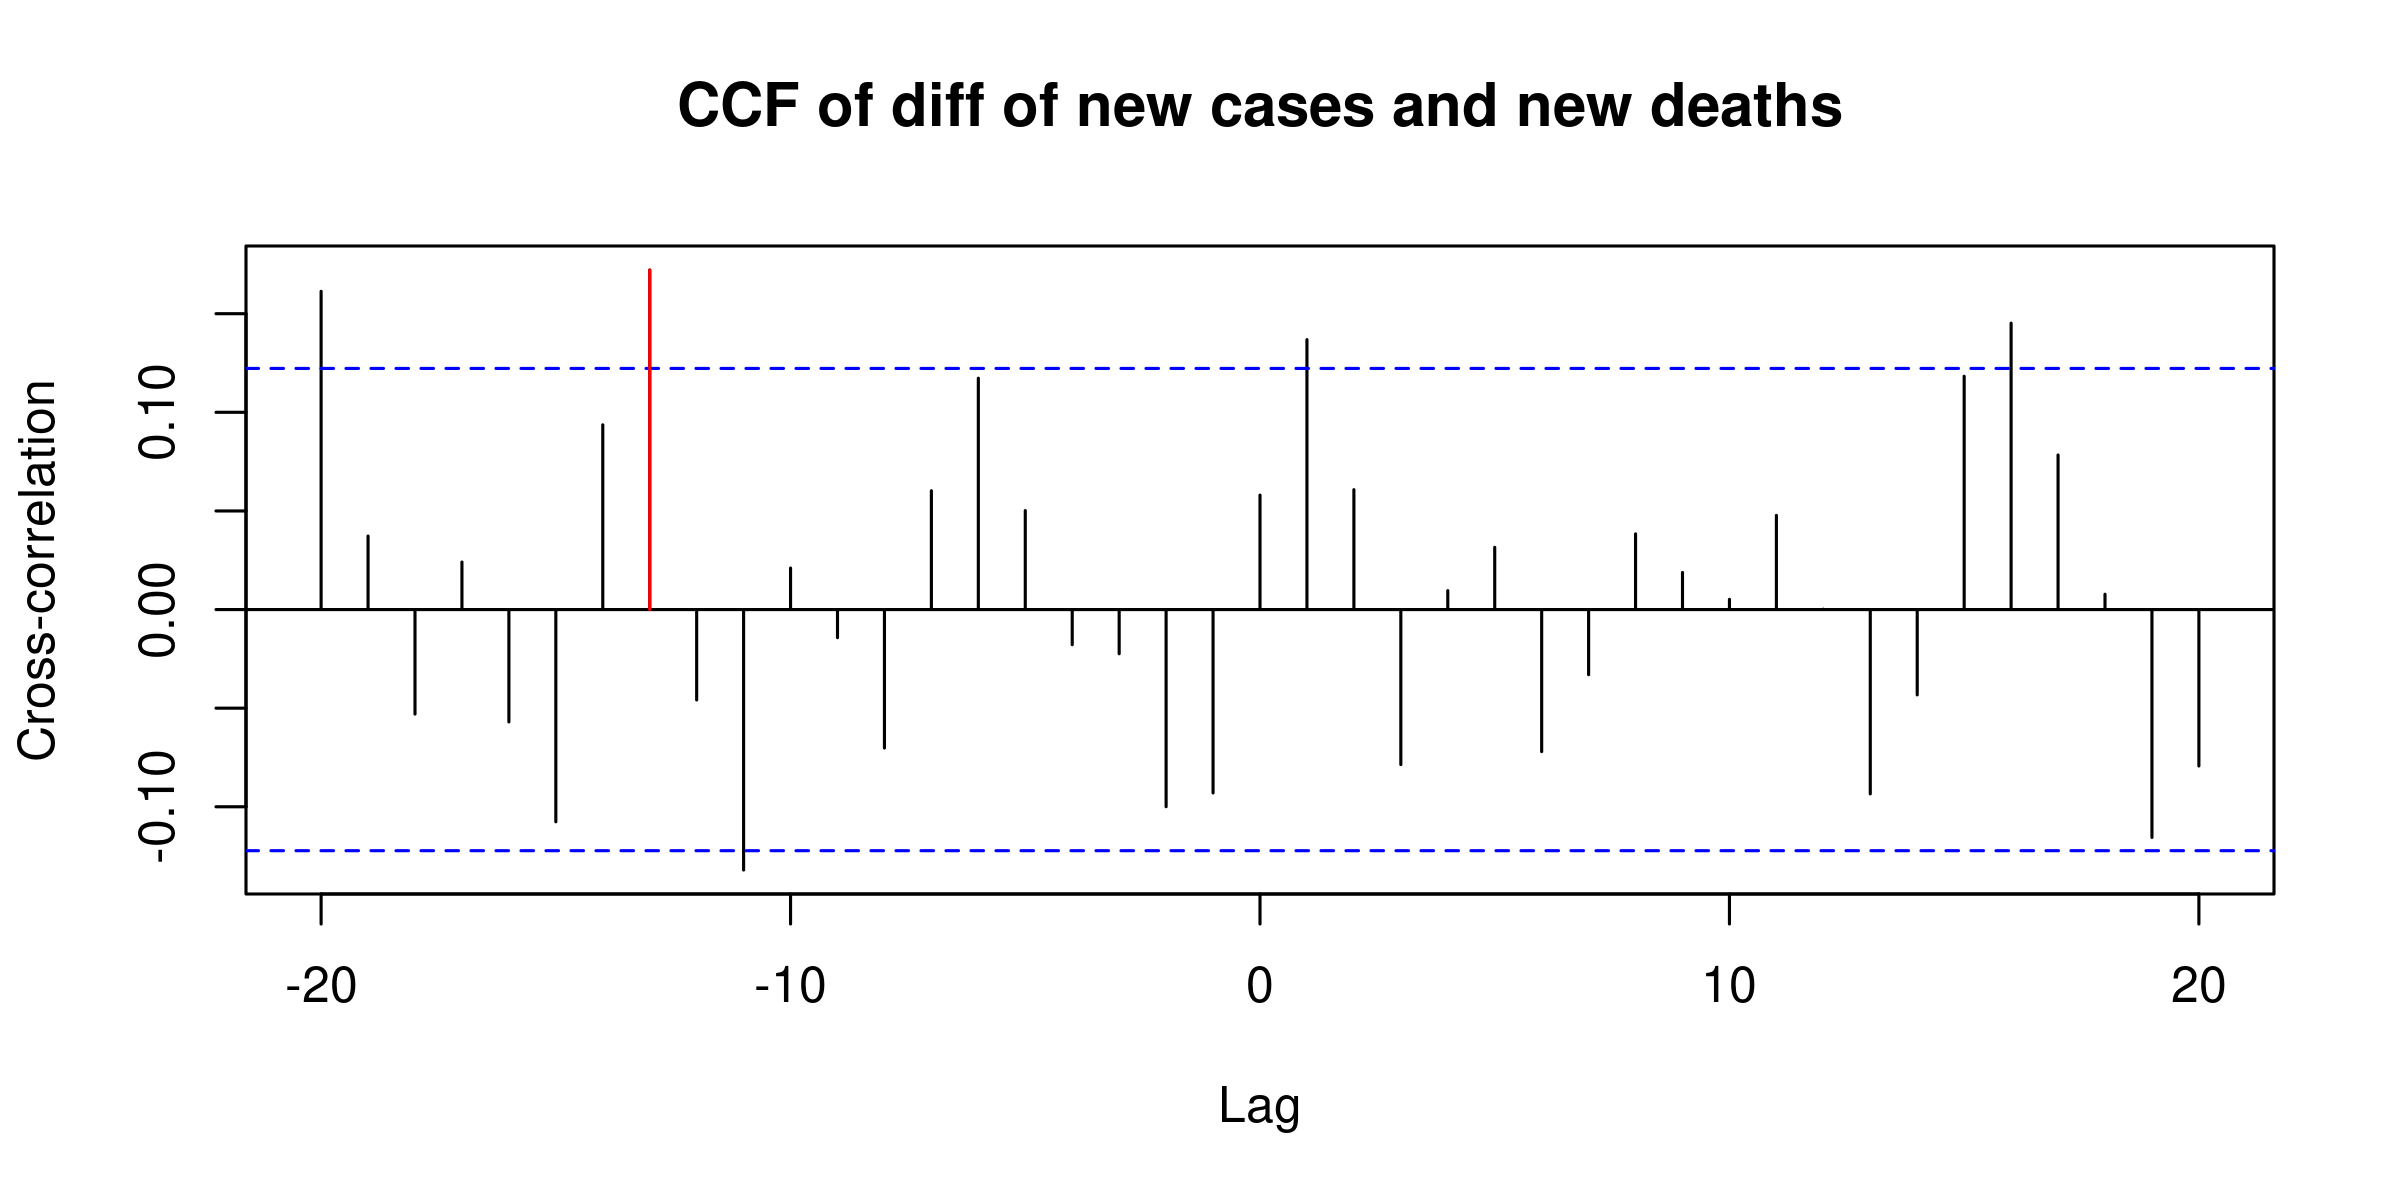 CCF of diff of new cases and new deaths
Cross-correlation
0.10
0.00
-0.10
-20 -10 0 10 20
Lag